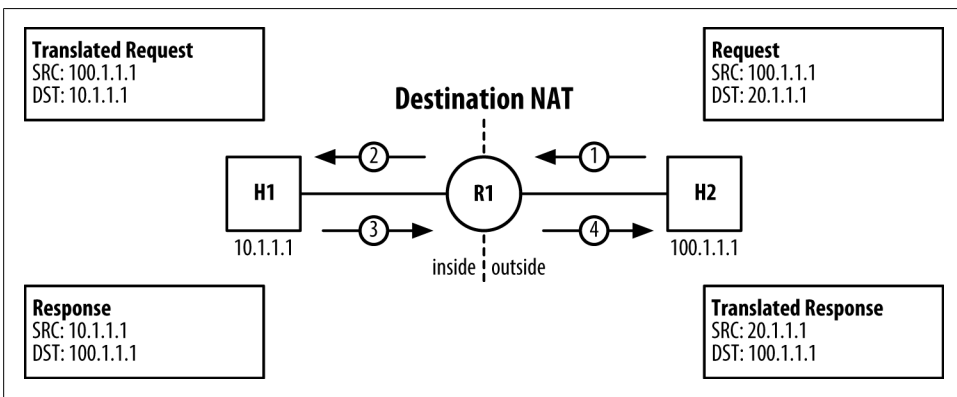 Translated Request
SRC: 100.1.1.1
DST: 10.1.1.1
Request
SRC: 100.1.1.1
DST: 20.1.1.1
Destination NAT
2
1
H1
R1
H2
3
4
10.1.1.1
100.1.1.1
inside outside
Response
SRC: 10.1.1.1
DST: 100.1.1.1
Translated Response
SRC: 20.1.1.1
DST: 100.1.1.1